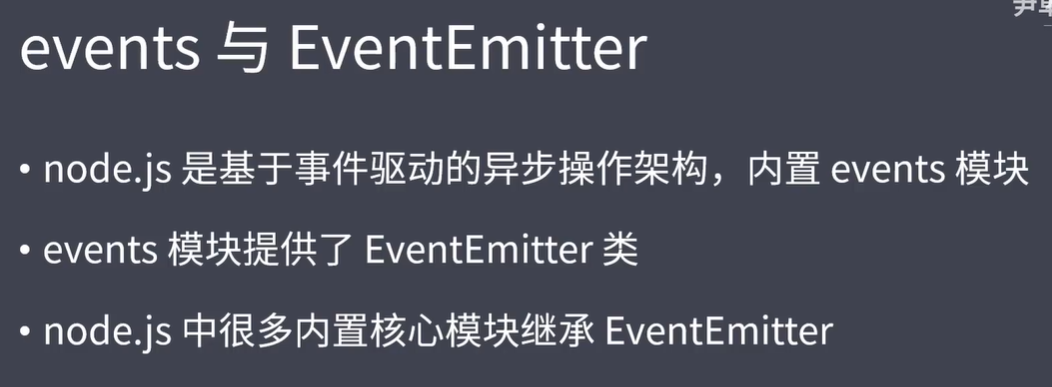 events 与 EventEmitter
• node.js 是基于事件驱动的异步操作架构，内置 events 模块
• events 模块提供了 EventEmitter 类
• node.js 中很多内置核心模块继承 EventEmitter